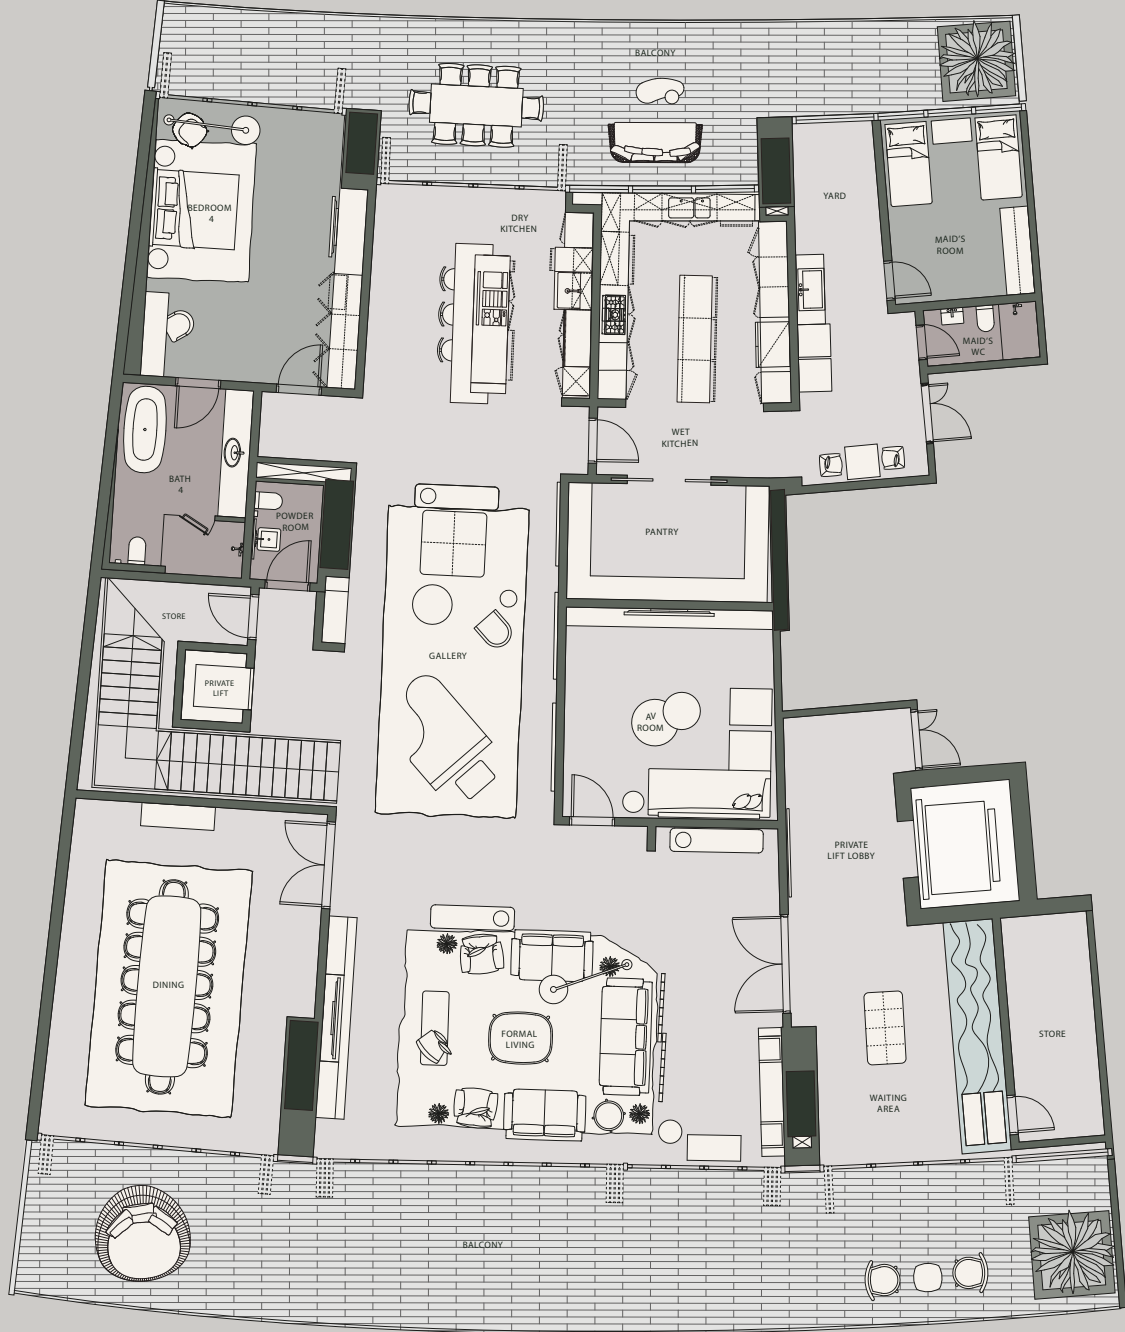 BALCONY
YARD
BEDROOM
4
DRY
KITCHEN
MAID'S
ROOM
MAID'S
WC
WET
KITCHEN
BATH
4
POWDER
ROOM
PANTRY
STORE
GALLERY
PRIVATE
LIFT
AV
ROOM
PRIVATE
LIFT LOBBY
DINING
FORMAL
LIVING
STORE
WAITING
AREA
BALCONY